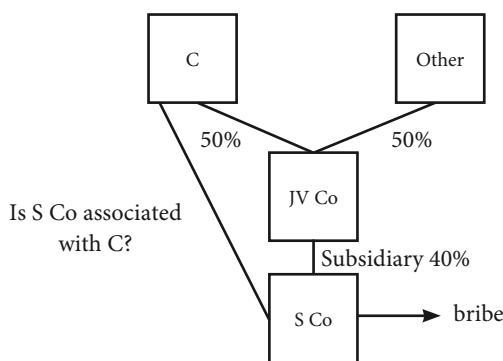 C
Other
50%
50%
JV Co
Is S Co associated
with C?
Subsidiary 40%
S Co
bribe